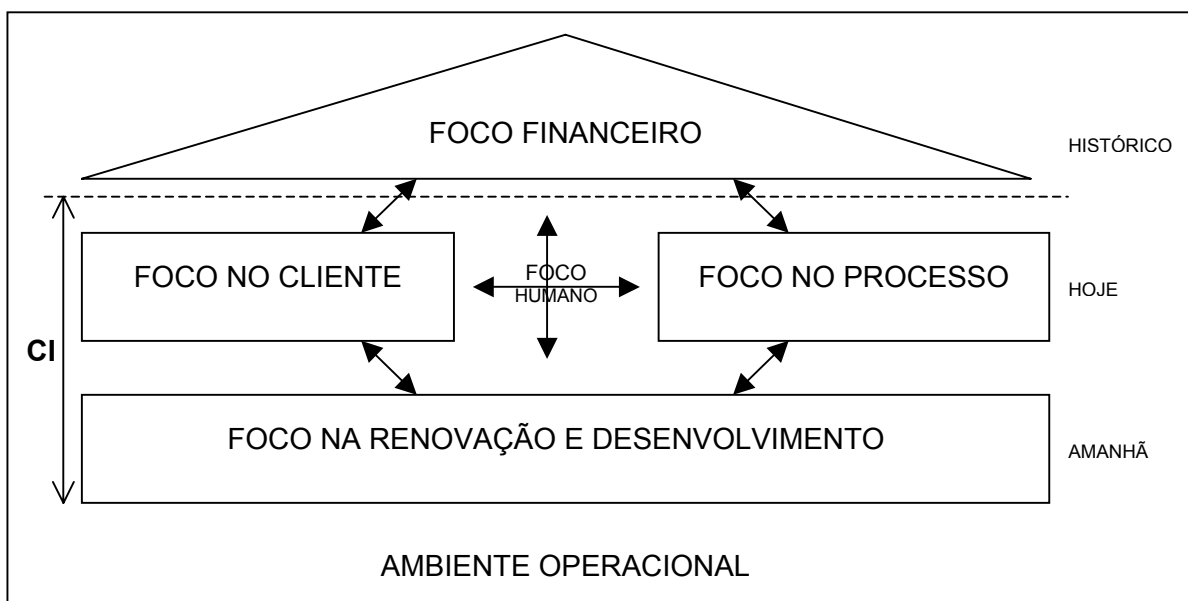 FOCO FINANCEIRO
HISTÓRICO
FOCO NO CLIENTE
FOCO
HUMANO
FOCO NO PROCESSO
HOJE
CI
FOCO NA RENOVAÇÃO E DESENVOLVIMENTO
AMANHÃ
AMBIENTE OPERACIONAL